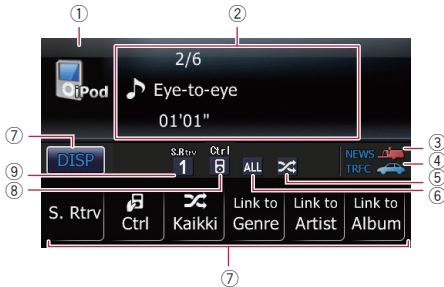 ① ②
2/6
iPod
Eye-to-eye
01'01"
⑦ DISP S.Rtrv 1 Ctrl ALL NEWS ③
TRFC ④
⑨ ⑤
⑧ ⑥
S. Rtrv Ctrl Kaikki Link to Genre Link to Artist Link to Album
⑦